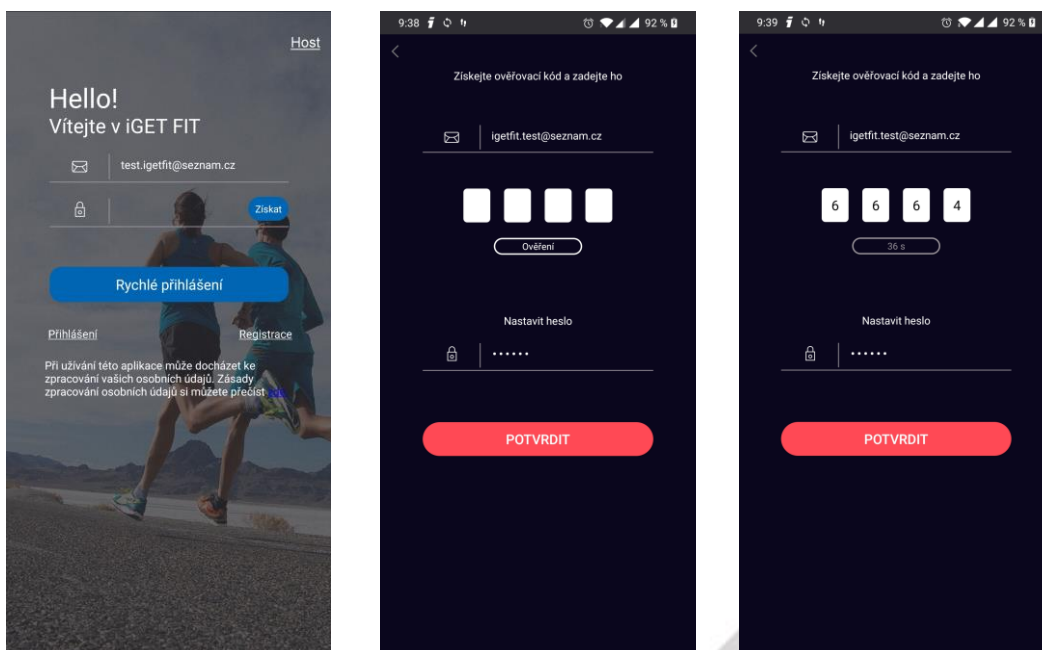 Host
Hello!
Vítejte v iGET FIT
test.igetfit@seznam.cz
Získat
Rychlé přihlášení
Přihlášení
Registrace
Při užívání této aplikace může docházet ke
zpracování vašich osobních údajů. Zásady
zpracování osobních údajů si můžete přečíst zde.
9:38
92 %
Získejte ověřovací kód a zadejte ho
igetfit.test@seznam.cz
Ověření
Nastavit heslo
••••••
POTVRDIT
9:39
92 %
Získejte ověřovací kód a zadejte ho
igetfit.test@seznam.cz
6 6 6 4
36 s
Nastavit heslo
••••••
POTVRDIT